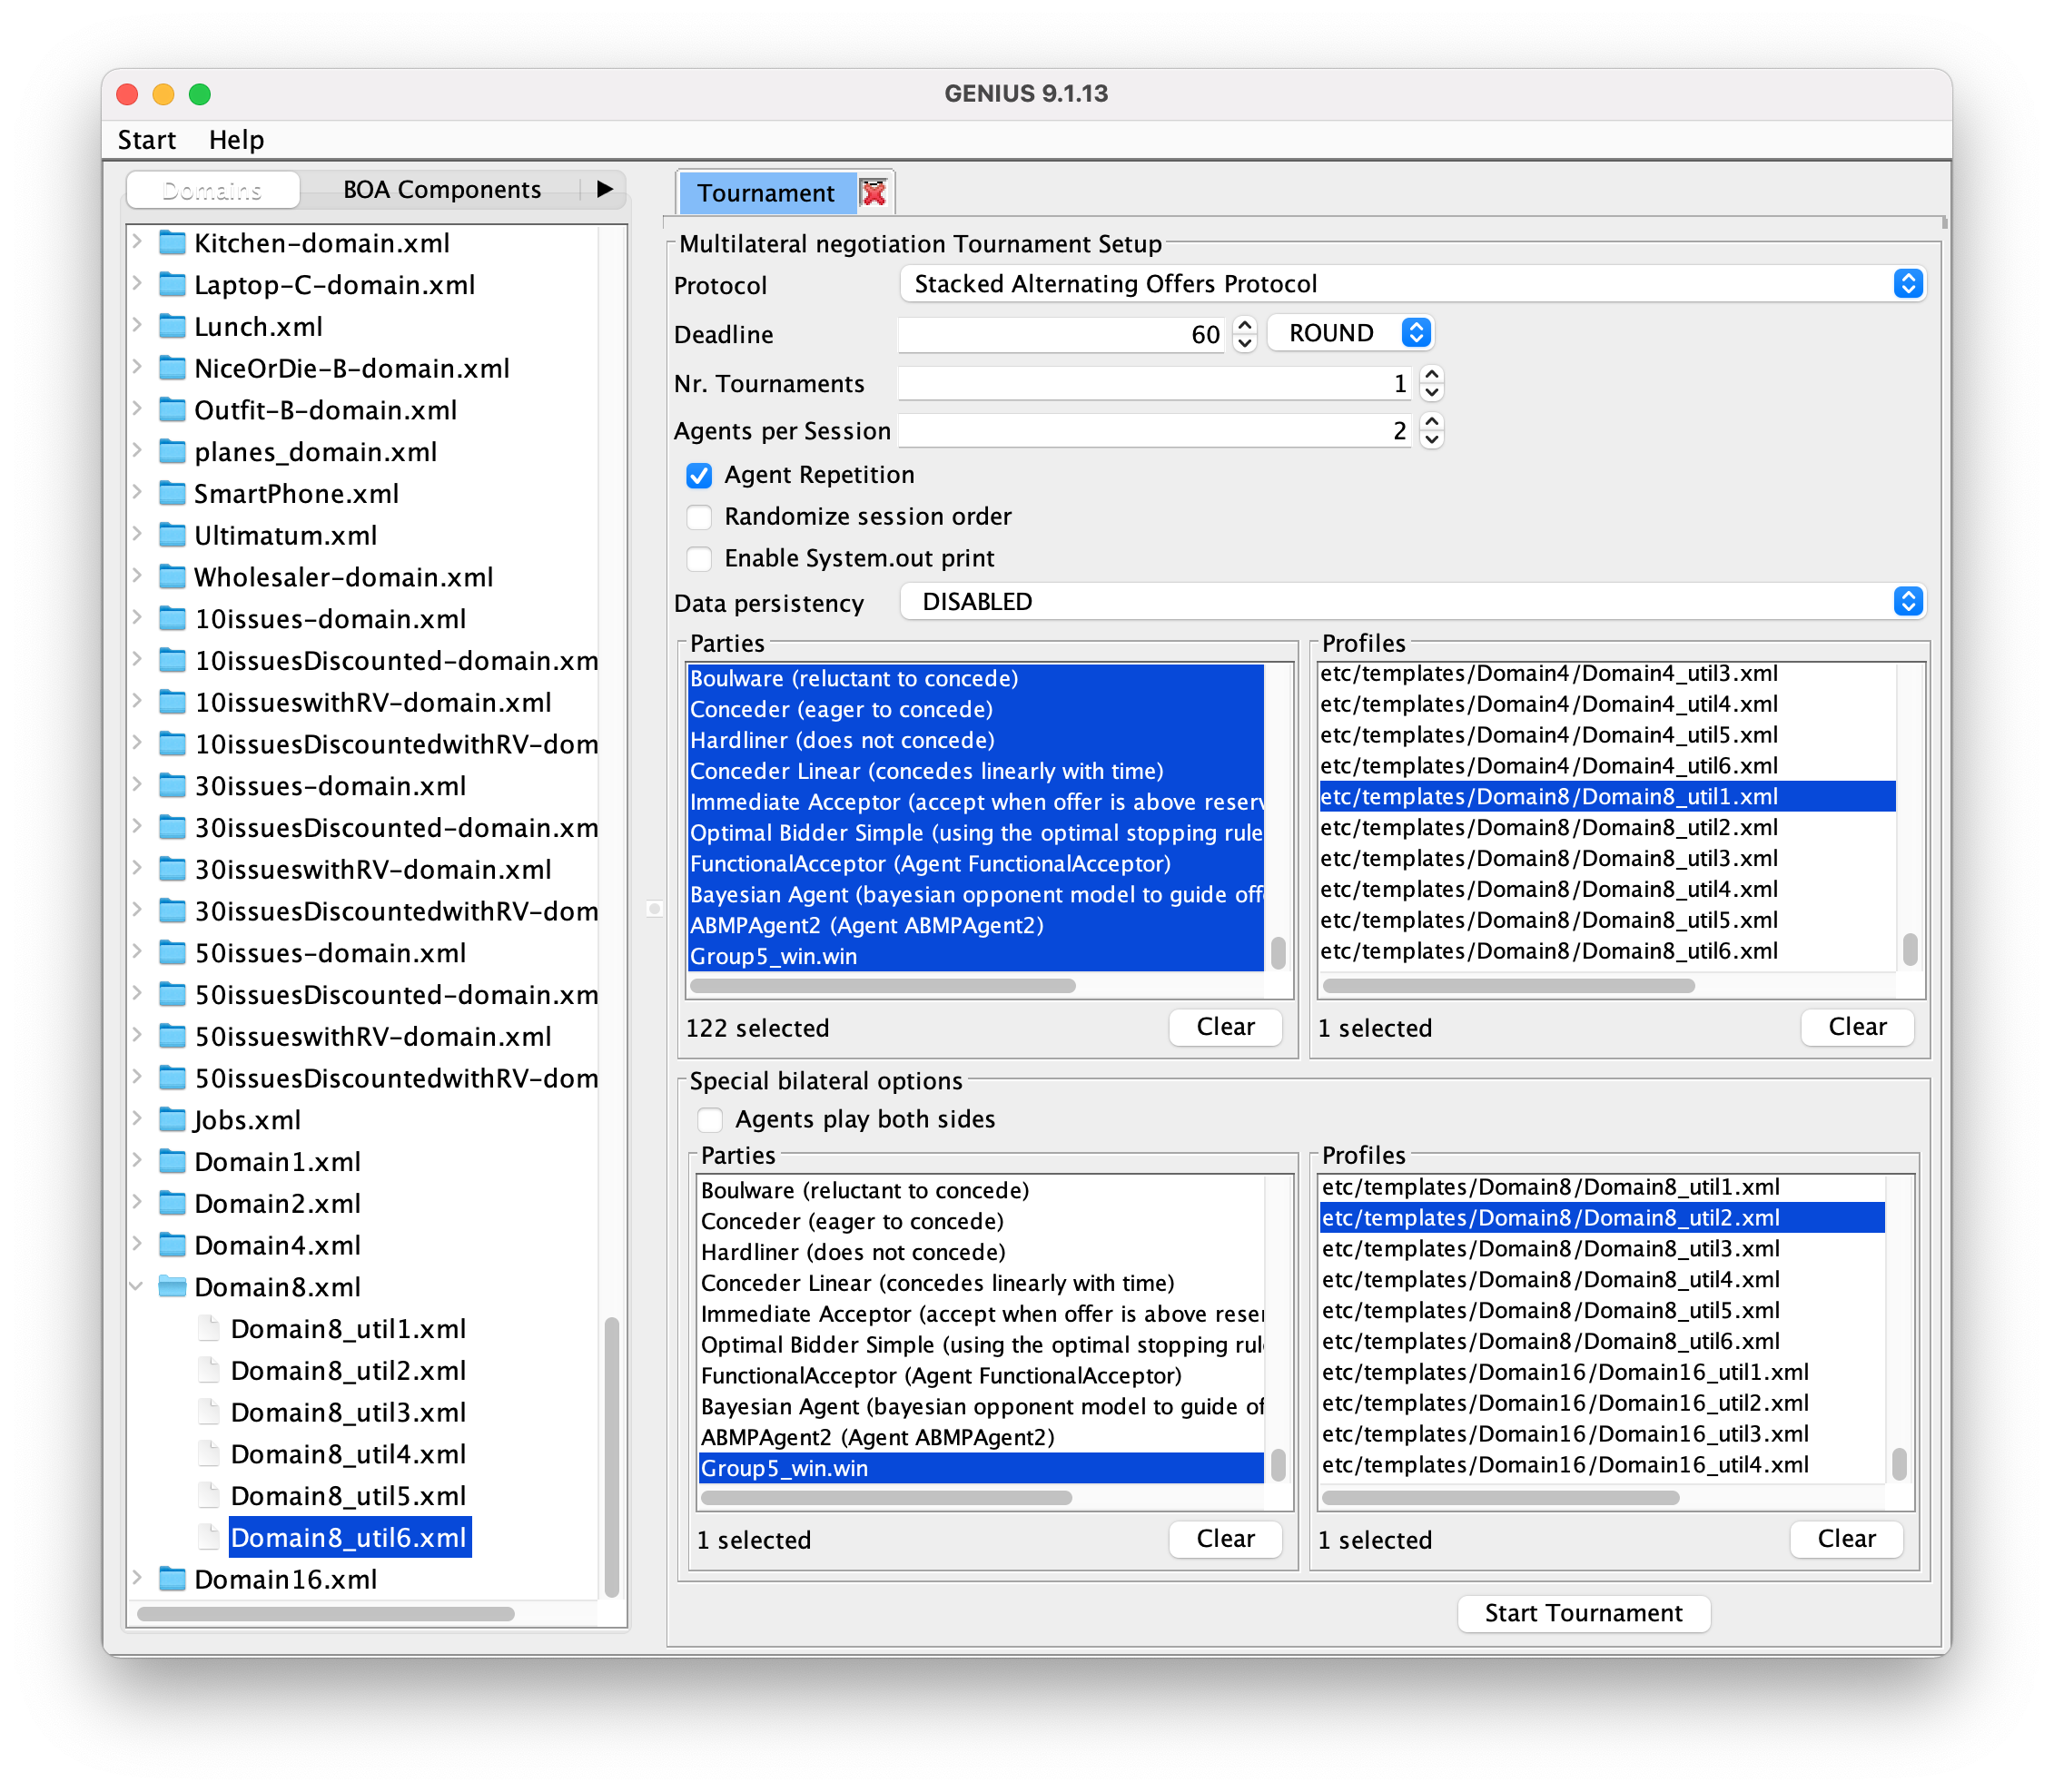 GENIUS 9.1.13
Start Help
Domains BOA Components
Kitchen-domain.xml
Laptop-C-domain.xml
Lunch.xml
NiceOrDie-B-domain.xml
Outfit-B-domain.xml
planes_domain.xml
SmartPhone.xml
Ultimatum.xml
Wholesaler-domain.xml
10issues-domain.xml
10issuesDiscounted-domain.xm
10issueswithRV-domain.xml
10issuesDiscountedwithRV-dom
30issues-domain.xml
30issuesDiscounted-domain.xm
30issueswithRV-domain.xml
30issuesDiscountedwithRV-dom
50issues-domain.xml
50issuesDiscounted-domain.xm
50issueswithRV-domain.xml
50issuesDiscountedwithRV-dom
Jobs.xml
Domain1.xml
Domain2.xml
Domain4.xml
Domain8.xml
Domain8_util1.xml
Domain8_util2.xml
Domain8_util3.xml
Domain8_util4.xml
Domain8_util5.xml
Domain8_util6.xml
Domain16.xml
Tournament
Multilateral negotiation Tournament Setup
Protocol Stacked Alternating Offers Protocol
Deadline 60 ROUND
Nr. Tournaments 1
Agents per Session 2
Agent Repetition
Randomize session order
Enable System.out print
Data persistency DISABLED
Parties
Boulware (reluctant to concede)
Conceder (eager to concede)
Hardliner (does not concede)
Conceder Linear (concedes linearly with time)
Immediate Acceptor (accept when offer is above reserv
Optimal Bidder Simple (using the optimal stopping rule
FunctionalAcceptor (Agent FunctionalAcceptor)
Bayesian Agent (bayesian opponent model to guide off
ABMPAgent2 (Agent ABMPAgent2)
Group5_win.win
122 selected Clear
Profiles
etc/templates/Domain4/Domain4_util3.xml
etc/templates/Domain4/Domain4_util4.xml
etc/templates/Domain4/Domain4_util5.xml
etc/templates/Domain4/Domain4_util6.xml
etc/templates/Domain8/Domain8_util1.xml
etc/templates/Domain8/Domain8_util2.xml
etc/templates/Domain8/Domain8_util3.xml
etc/templates/Domain8/Domain8_util4.xml
etc/templates/Domain8/Domain8_util5.xml
etc/templates/Domain8/Domain8_util6.xml
1 selected Clear
Special bilateral options
Agents play both sides
Parties
Boulware (reluctant to concede)
Conceder (eager to concede)
Hardliner (does not concede)
Conceder Linear (concedes linearly with time)
Immediate Acceptor (accept when offer is above reser
Optimal Bidder Simple (using the optimal stopping rul
FunctionalAcceptor (Agent FunctionalAcceptor)
Bayesian Agent (bayesian opponent model to guide of
ABMPAgent2 (Agent ABMPAgent2)
Group5_win.win
1 selected Clear
Profiles
etc/templates/Domain8/Domain8_util1.xml
etc/templates/Domain8/Domain8_util2.xml
etc/templates/Domain8/Domain8_util3.xml
etc/templates/Domain8/Domain8_util4.xml
etc/templates/Domain8/Domain8_util5.xml
etc/templates/Domain8/Domain8_util6.xml
etc/templates/Domain16/Domain16_util1.xml
etc/templates/Domain16/Domain16_util2.xml
etc/templates/Domain16/Domain16_util3.xml
etc/templates/Domain16/Domain16_util4.xml
1 selected Clear
Start Tournament